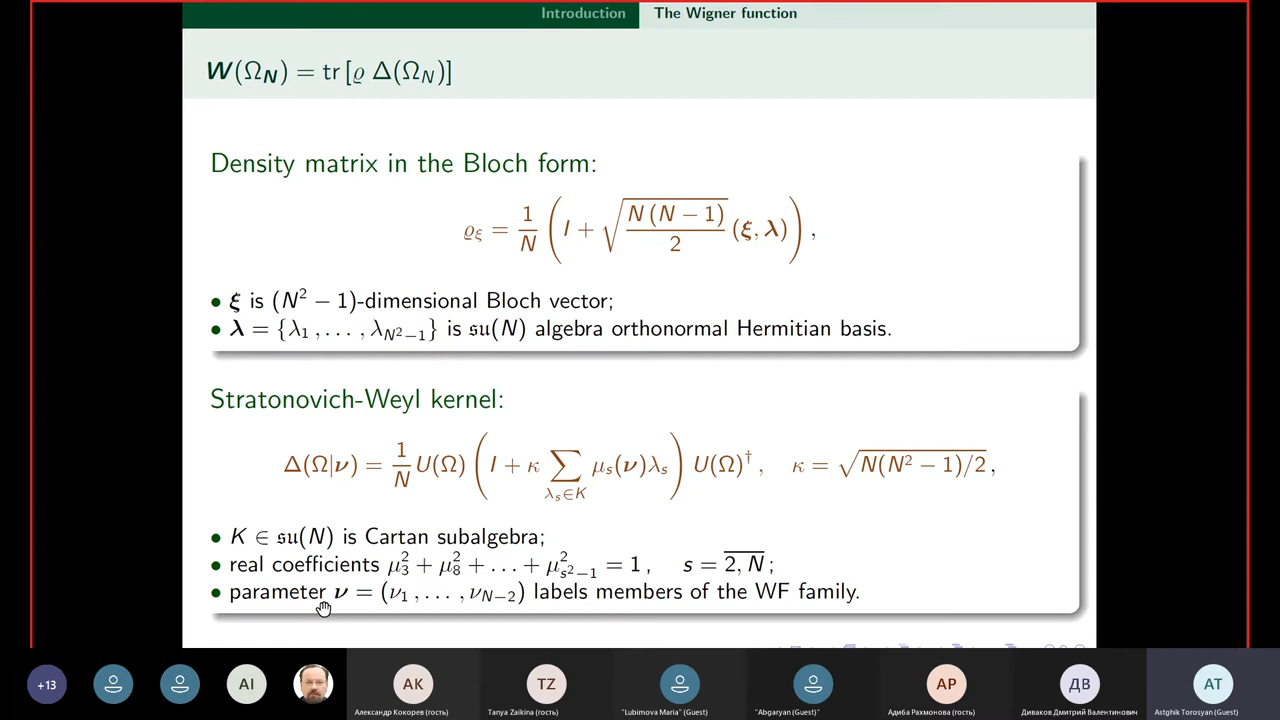 Introduction The Wigner function
W(Ω_N) = tr [ϱ Δ(Ω_N)]
Density matrix in the Bloch form:
ϱ_ξ = 1/N ( I + √(N (N − 1)/2) (ξ, λ) ) ,
• ξ is (N² − 1)-dimensional Bloch vector;
• λ = {λ₁ , . . . , λ_{N²−1}} is 𝔰𝔲(N) algebra orthonormal Hermitian basis.
Stratonovich-Weyl kernel:
Δ(Ω|ν) = 1/N U(Ω) ( I + κ ∑_{λ_s∈K} μ_s(ν)λ_s ) U(Ω)† , κ = √(N(N² − 1)/2) ,
• K ∈ 𝔰𝔲(N) is Cartan subalgebra;
• real coefficients μ₃² + μ₈² + . . . + μ²_{s²−1} = 1 , s = \overline{2, N} ;
• parameter ν = (ν₁ , . . . , ν_{N−2}) labels members of the WF family.
+13 AI AK TZ AP ДВ AT
Александр Кокорев (гость) Tanya Zaikina (гость) "Lubimova Maria" (Guest) "Abgaryan (Guest)" Адиба Рахмонова (гость) Диваков Дмитрий Валентинович Astghik Torosyan (Guest)